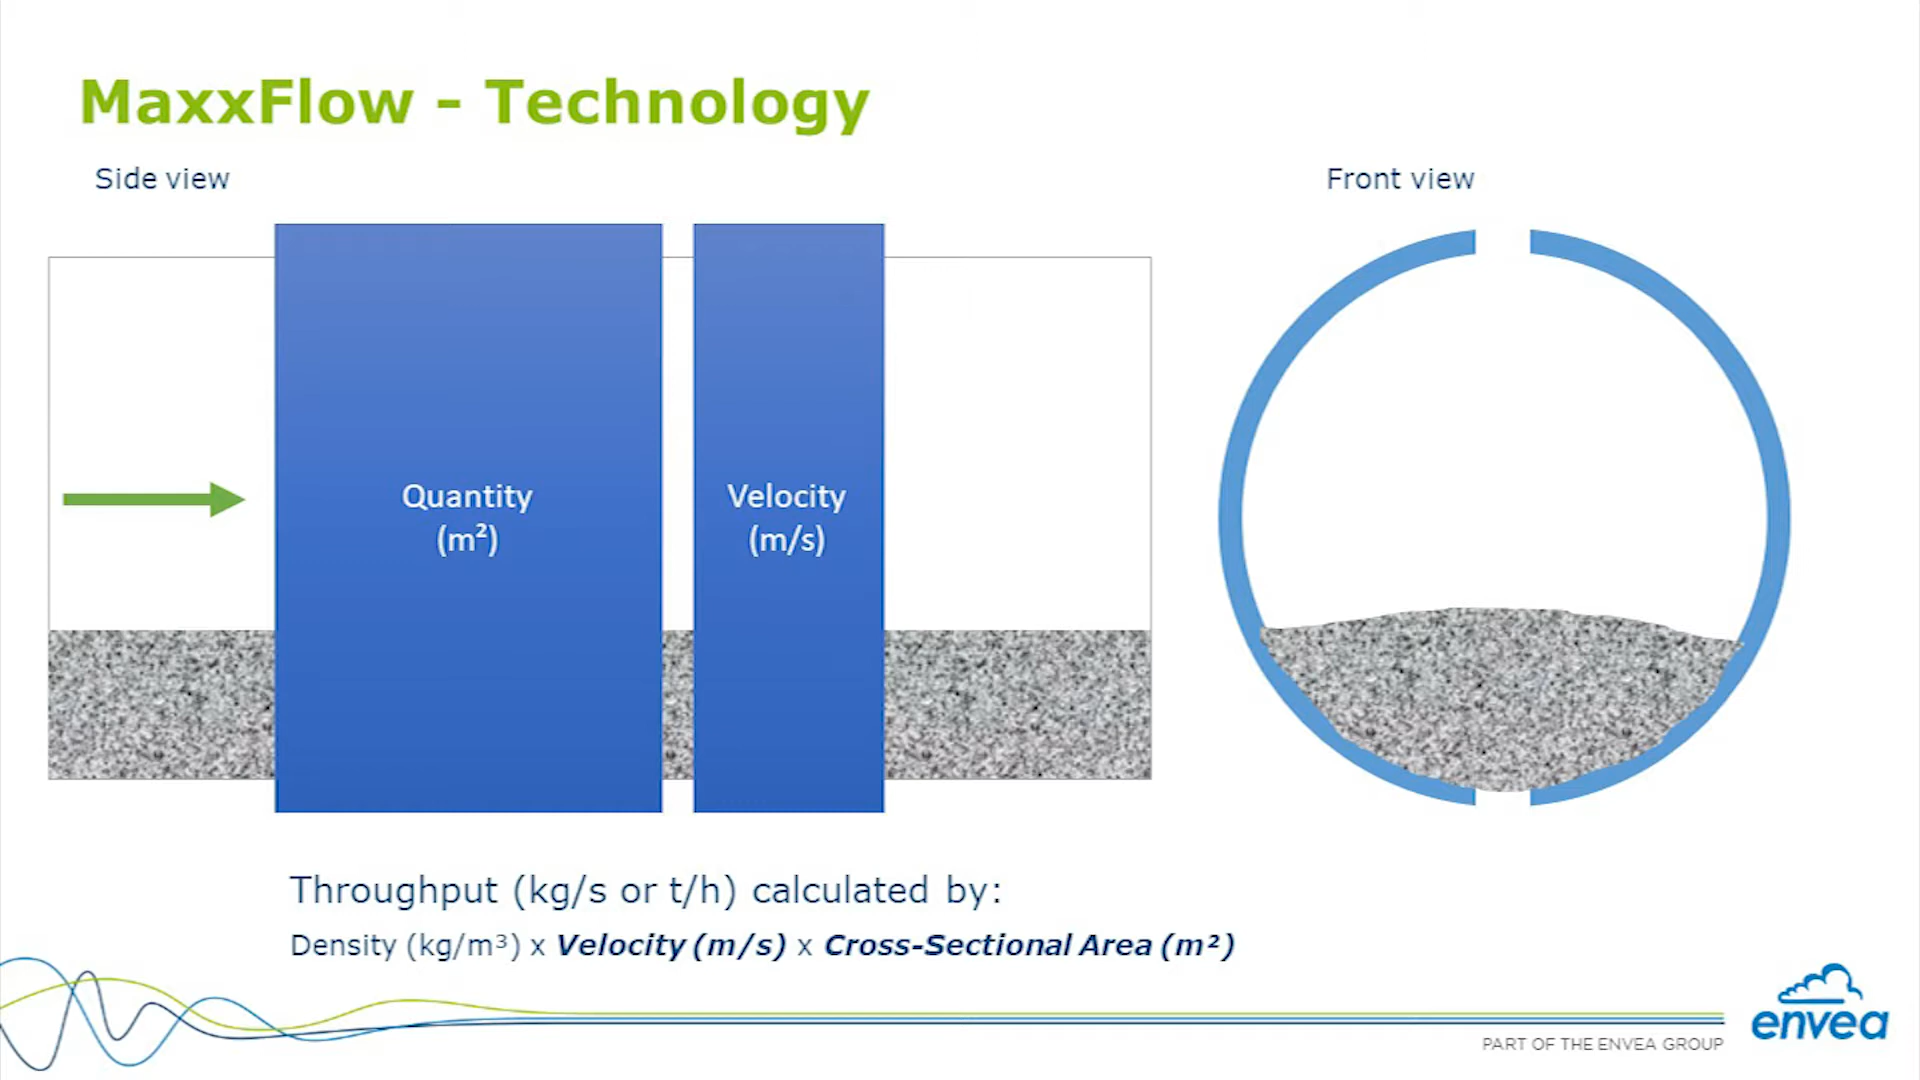 MaxxFlow - Technology
Side view
Front view
Quantity
(m²)
Velocity
(m/s)
Throughput (kg/s or t/h) calculated by:
Density (kg/m³) x Velocity (m/s) x Cross-Sectional Area (m²)
envea
PART OF THE ENVEA GROUP